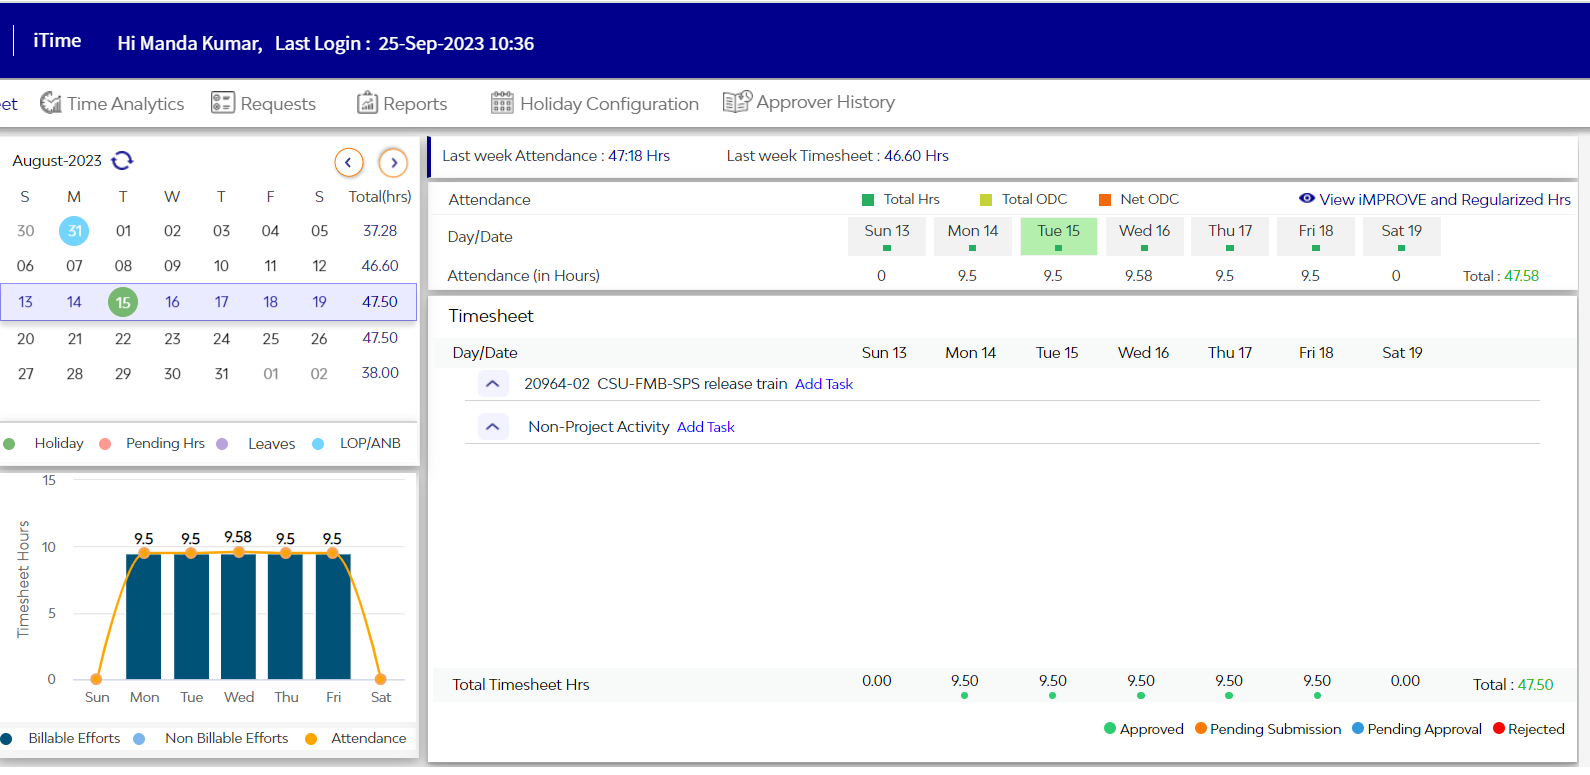 iTime Hi Manda Kumar, Last Login : 25-Sep-2023 10:36
et Time Analytics Requests Reports Holiday Configuration Approver History
August-2023
S M T W T F S Total(hrs)
30 31 01 02 03 04 05 37.28
06 07 08 09 10 11 12 46.60
13 14 15 16 17 18 19 47.50
20 21 22 23 24 25 26 47.50
27 28 29 30 31 01 02 38.00
Holiday Pending Hrs Leaves LOP/ANB
15
10
5
0
Timesheet Hours
9.5 9.5 9.58 9.5 9.5
Sun Mon Tue Wed Thu Fri Sat
Billable Efforts Non Billable Efforts Attendance
Last week Attendance : 47:18 Hrs Last week Timesheet : 46.60 Hrs
Attendance Total Hrs Total ODC Net ODC View iMPROVE and Regularized Hrs
Day/Date Sun 13 Mon 14 Tue 15 Wed 16 Thu 17 Fri 18 Sat 19
Attendance (in Hours) 0 9.5 9.5 9.58 9.5 9.5 0 Total : 47.58
Timesheet
Day/Date Sun 13 Mon 14 Tue 15 Wed 16 Thu 17 Fri 18 Sat 19
20964-02 CSU-FMB-SPS release train Add Task
Non-Project Activity Add Task
Total Timesheet Hrs 0.00 9.50 9.50 9.50 9.50 9.50 0.00 Total : 47.50
Approved Pending Submission Pending Approval Rejected